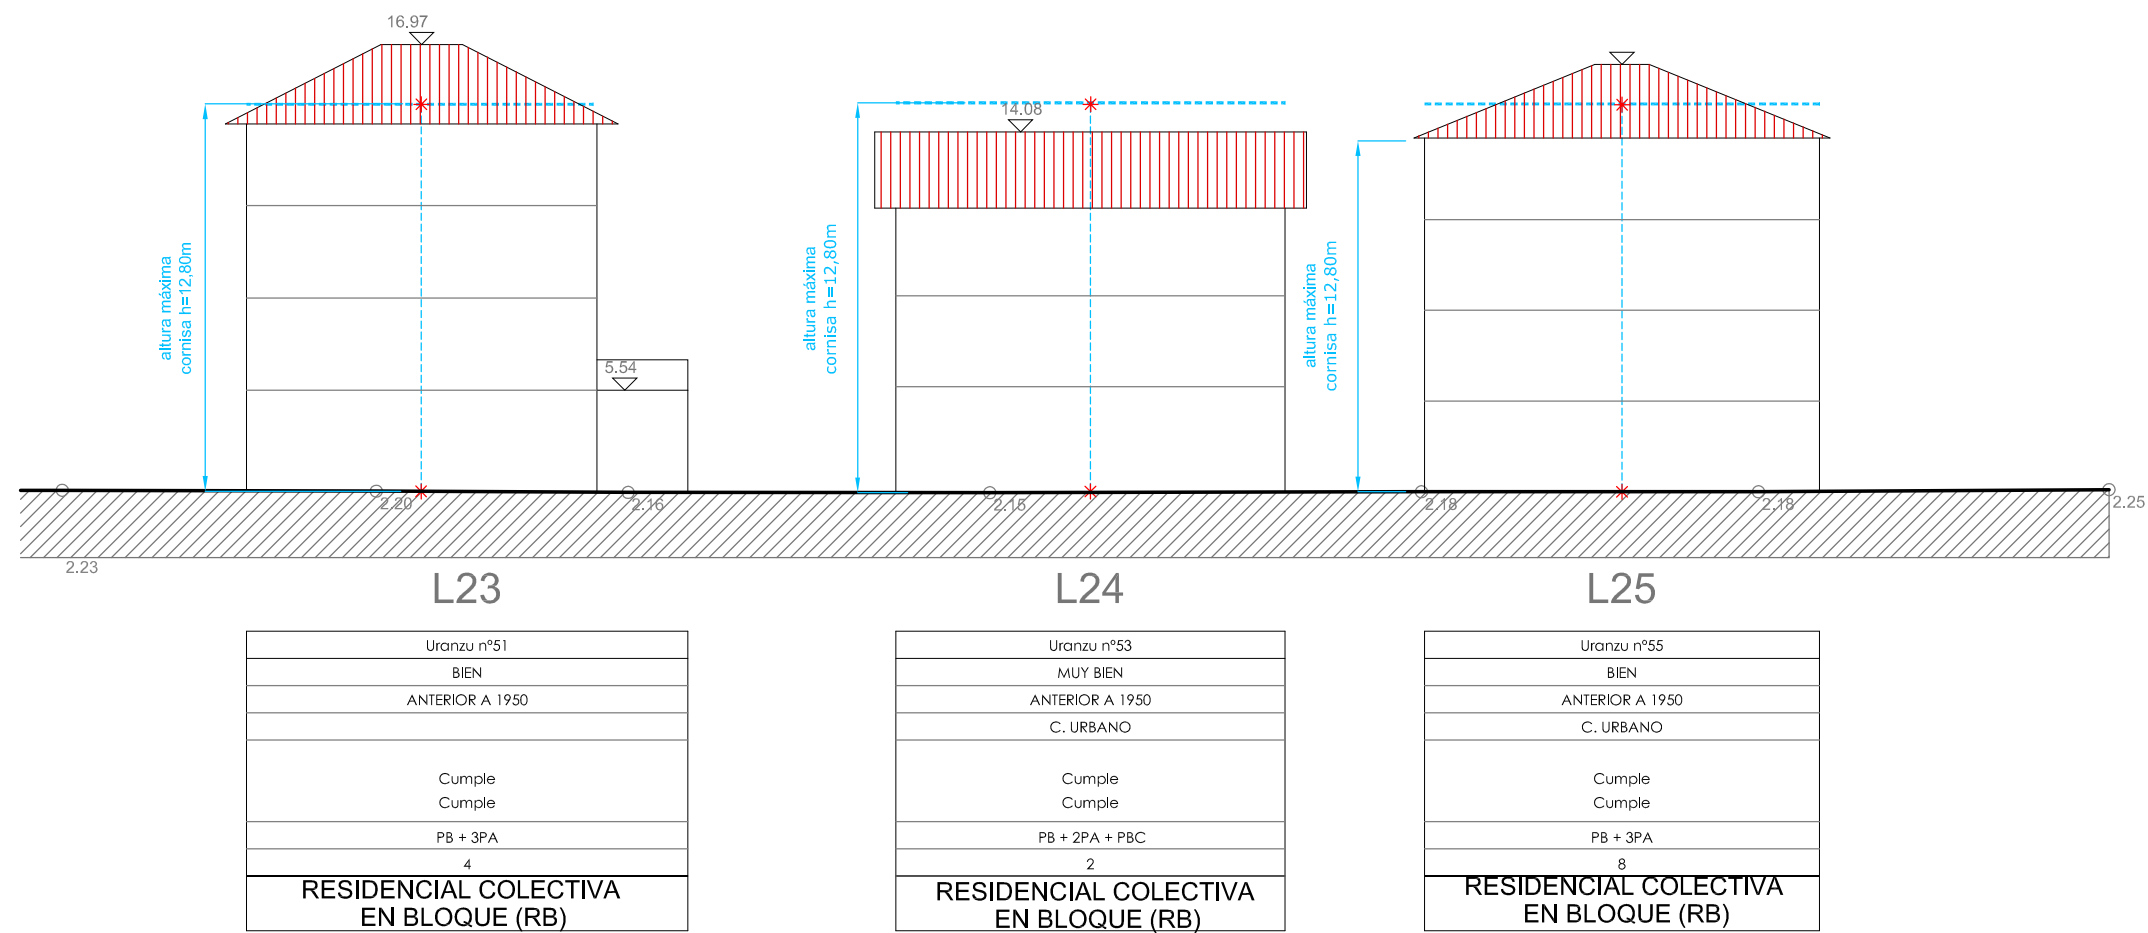 16.97
14.08
5.54
altura máxima
cornisa h=12,80m
altura máxima
cornisa h=12,80m
altura máxima
cornisa h=12,80m
2.23
2.20
2.16
2.15
2.18
2.18
2.25
L23
L24
L25
Uranzu nº51
BIEN
ANTERIOR A 1950
Cumple
Cumple
PB + 3PA
4
RESIDENCIAL COLECTIVA
EN BLOQUE (RB)
Uranzu nº53
MUY BIEN
ANTERIOR A 1950
C. URBANO
Cumple
Cumple
PB + 2PA + PBC
2
RESIDENCIAL COLECTIVA
EN BLOQUE (RB)
Uranzu nº55
BIEN
ANTERIOR A 1950
C. URBANO
Cumple
Cumple
PB + 3PA
8
RESIDENCIAL COLECTIVA
EN BLOQUE (RB)